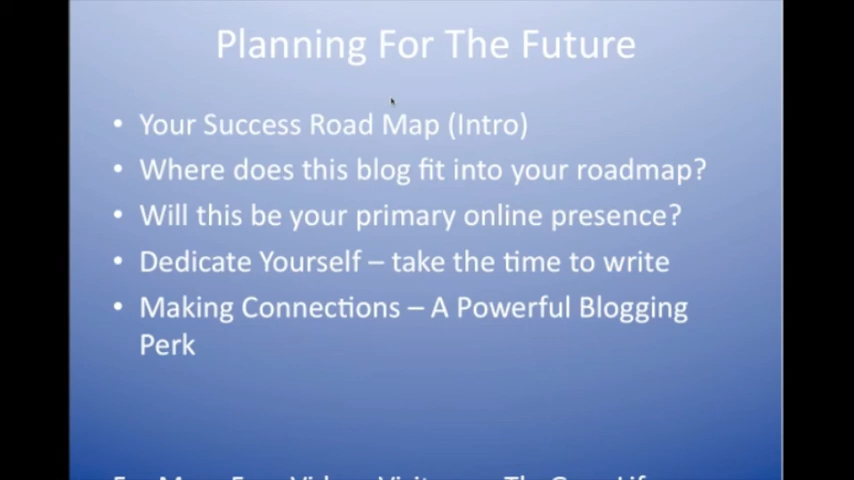 Planning For The Future
• Your Success Road Map (Intro)
• Where does this blog fit into your roadmap?
• Will this be your primary online presence?
• Dedicate Yourself – take the time to write
• Making Connections – A Powerful Blogging
Perk